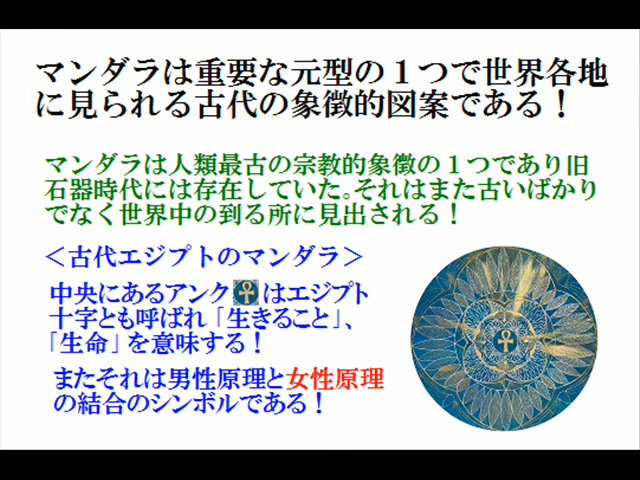 マンダラは重要な元型の１つで世界各地
に見られる古代の象徴的図案である！
マンダラは人類最古の宗教的象徴の１つであり旧
石器時代には存在していた。それはまた古いばかり
でなく世界中の到る所に見出される！
＜古代エジプトのマンダラ＞
中央にあるアンク☥はエジプト
十字とも呼ばれ「生きること」、
「生命」を意味する！
またそれは男性原理と女性原理
の結合のシンボルである！